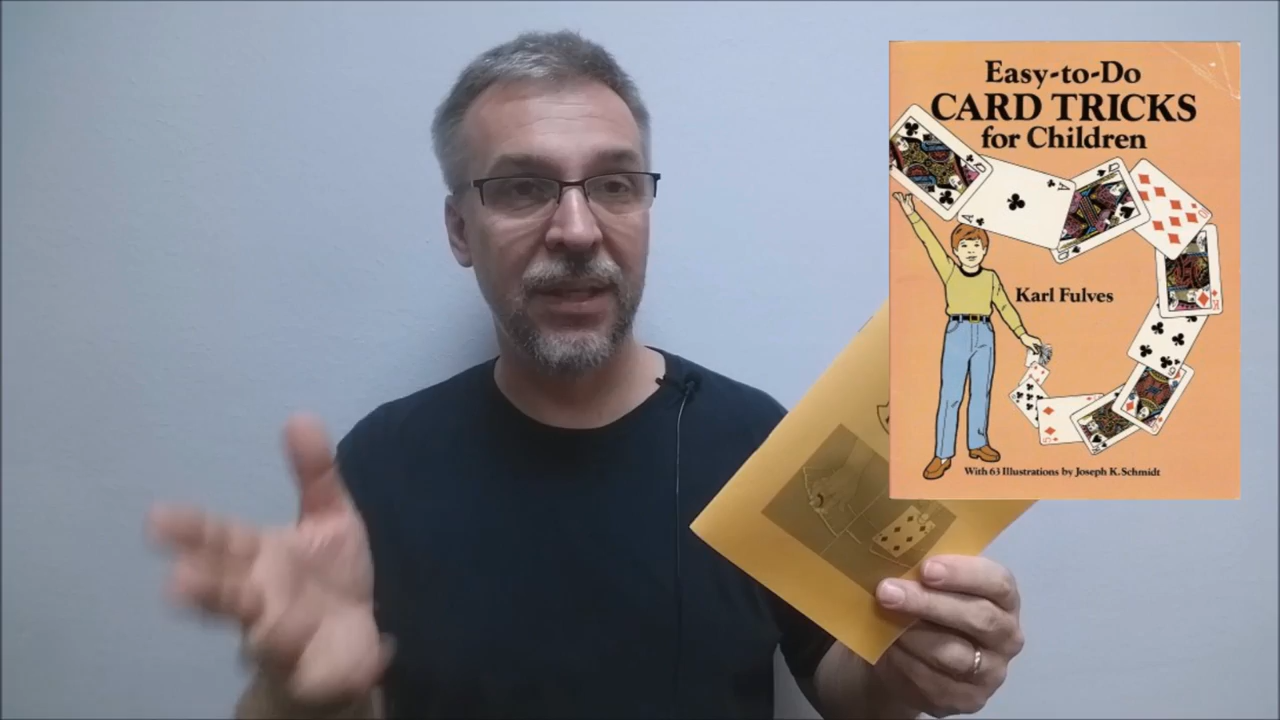 Easy-to-Do
CARD TRICKS
for Children
Karl Fulves
With 63 Illustrations by Joseph K. Schmidt